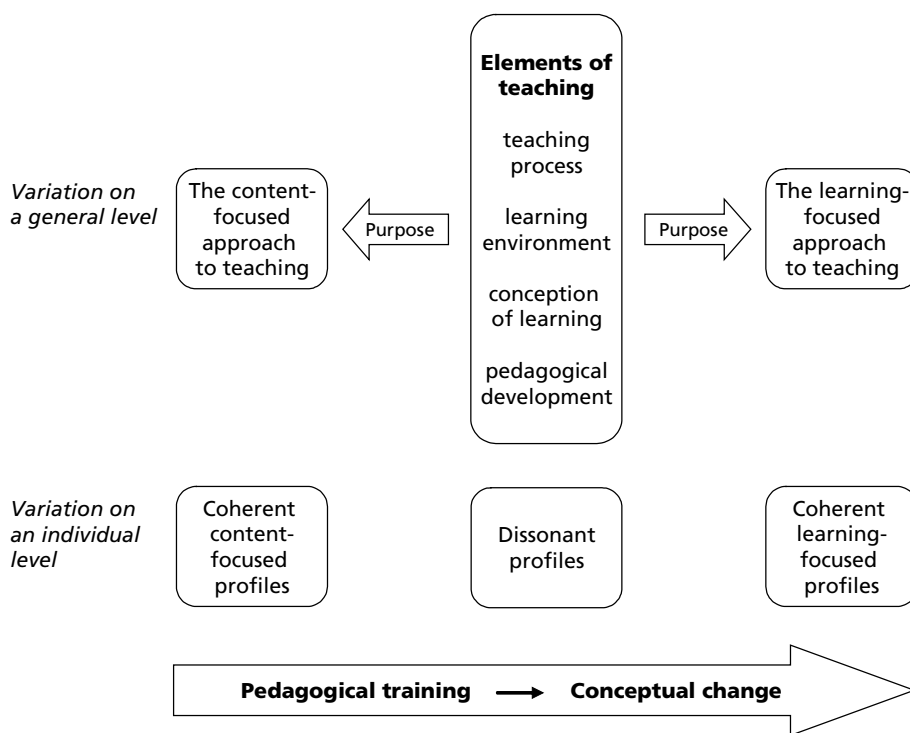 Elements of
teaching
teaching
process
learning
environment
conception
of learning
pedagogical
development
Variation on
a general level
The content-
focused
approach
to teaching
Purpose
Purpose
The learning-
focused
approach
to teaching
Variation on
an individual
level
Coherent
content-
focused
profiles
Dissonant
profiles
Coherent
learning-
focused
profiles
Pedagogical training → Conceptual change